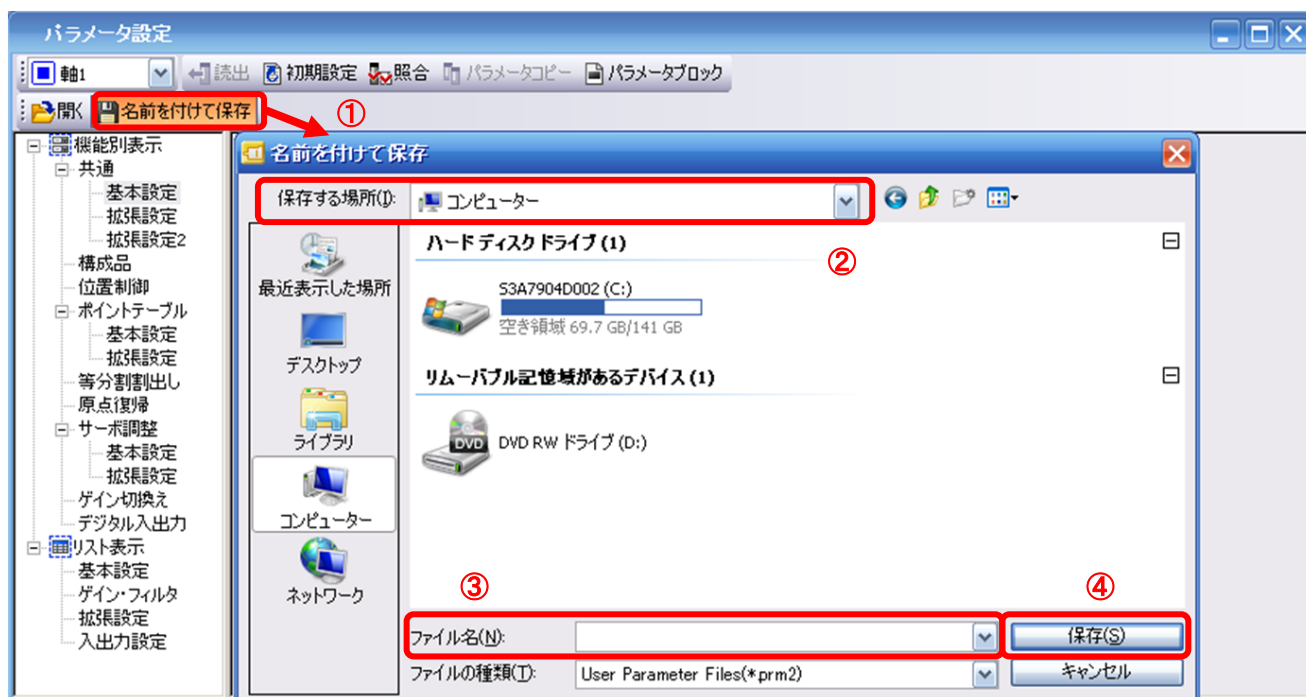 パラメータ設定
軸1 読出 初期設定 照合 パラメータコピー パラメータブロック
開く 名前を付けて保存 ①
機能別表示
共通
基本設定
拡張設定
拡張設定2
構成品
位置制御
ポイントテーブル
基本設定
拡張設定
等分割割出し
原点復帰
サーボ調整
基本設定
拡張設定
ゲイン切換え
デジタル入出力
リスト表示
基本設定
ゲイン・フィルタ
拡張設定
入出力設定
名前を付けて保存
保存する場所(I): コンピューター
②
最近表示した場所
デスクトップ
ライブラリ
コンピューター
ネットワーク
ハード ディスク ドライブ (1)
S3A7904D002 (C:)
空き領域 69.7 GB/141 GB
リムーバブル記憶域があるデバイス (1)
DVD RW ドライブ (D:)
DVD
③ ④
ファイル名(N): 保存(S)
ファイルの種類(T): User Parameter Files(*.prm2) キャンセル